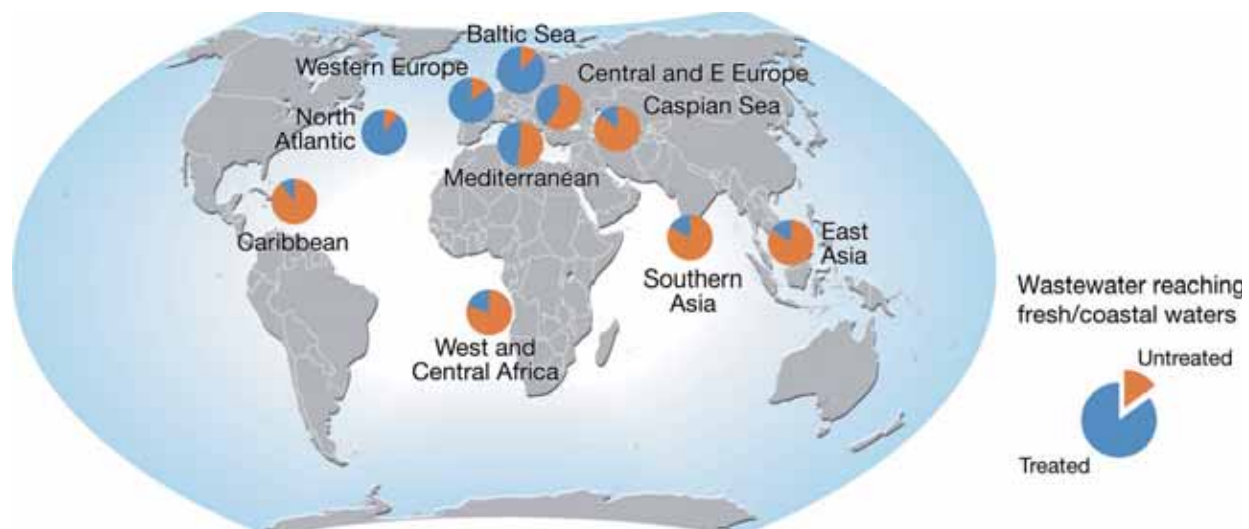 Baltic Sea
Western Europe
Central and E Europe
North
Atlantic
Caspian Sea
Mediterranean
Caribbean
East
Asia
Southern
Asia
West and
Central Africa
Wastewater reaching
fresh/coastal waters
Untreated
Treated